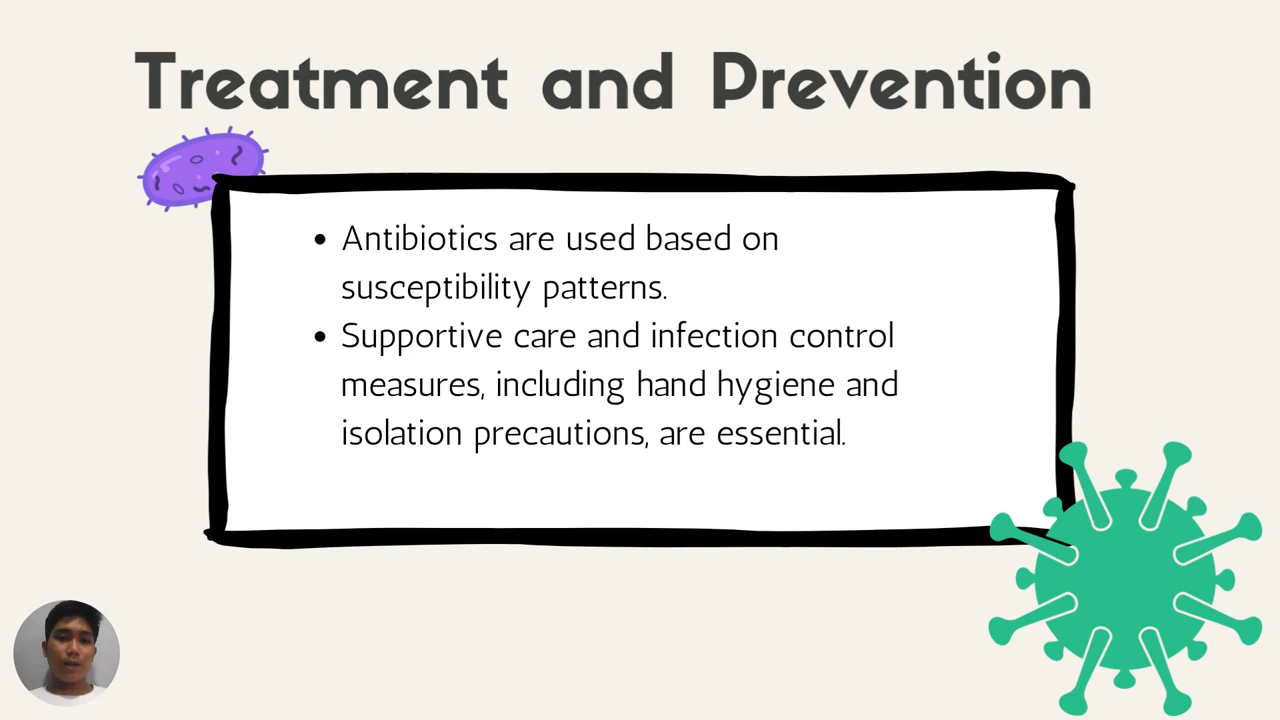 Treatment and Prevention
• Antibiotics are used based on
susceptibility patterns.
• Supportive care and infection control
measures, including hand hygiene and
isolation precautions, are essential.